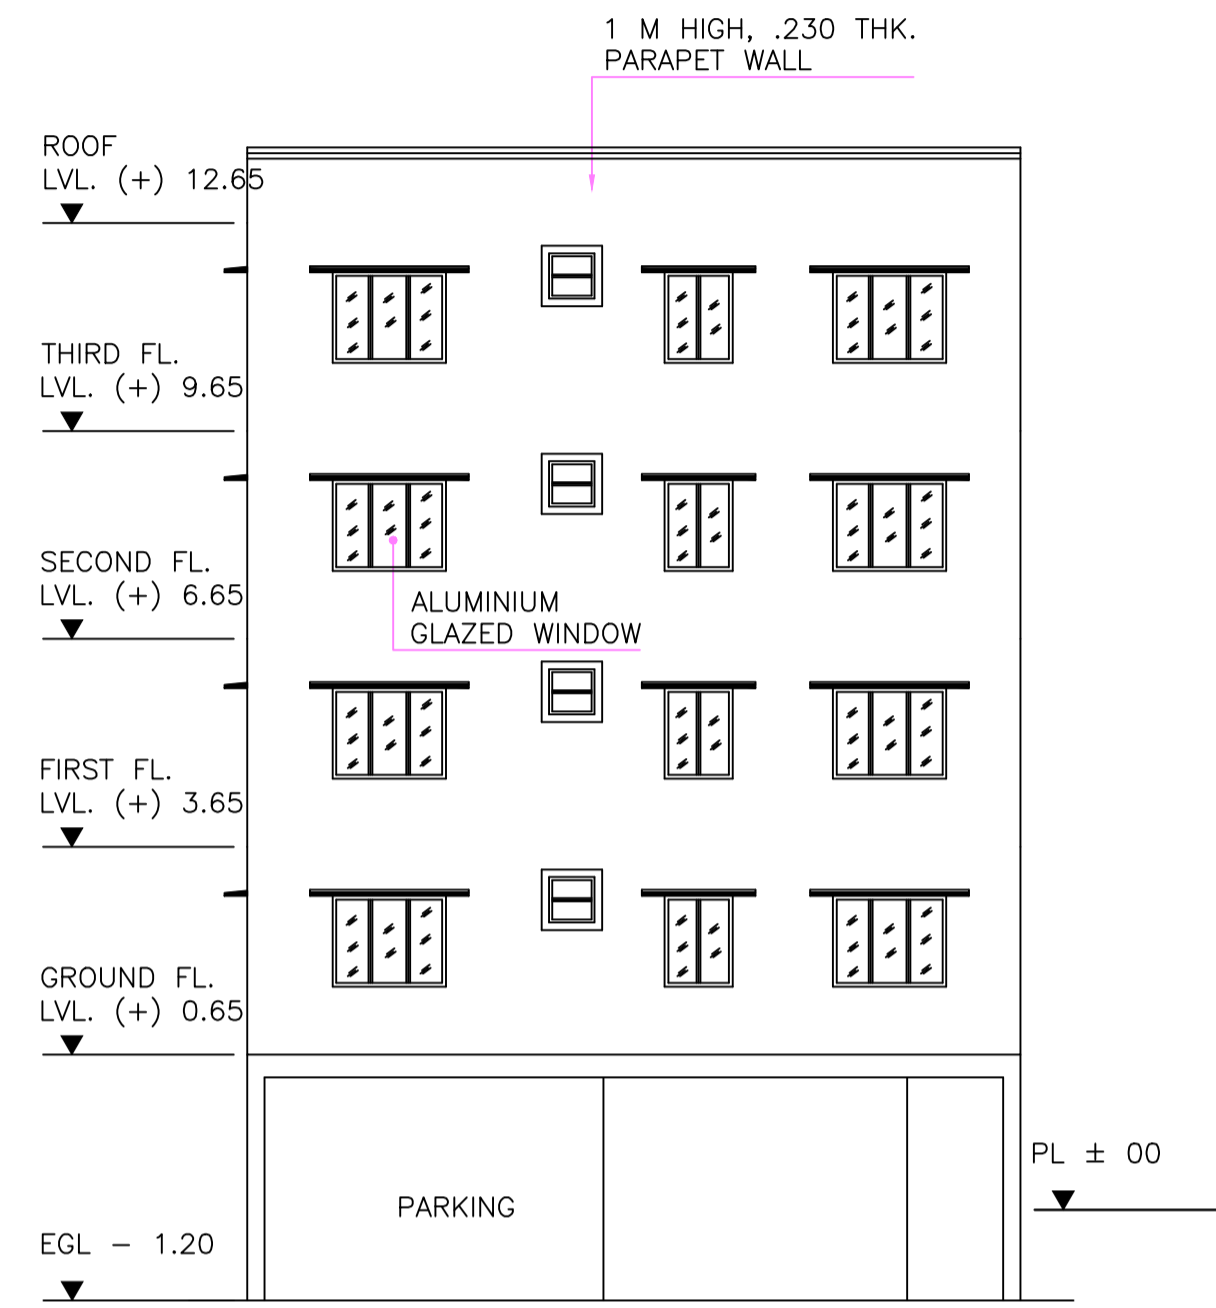 1 M HIGH, .230 THK.
PARAPET WALL
ROOF
LVL. (+) 12.65
THIRD FL.
LVL. (+) 9.65
SECOND FL.
LVL. (+) 6.65
ALUMINIUM
GLAZED WINDOW
FIRST FL.
LVL. (+) 3.65
GROUND FL.
LVL. (+) 0.65
PL ± 00
PARKING
EGL - 1.20